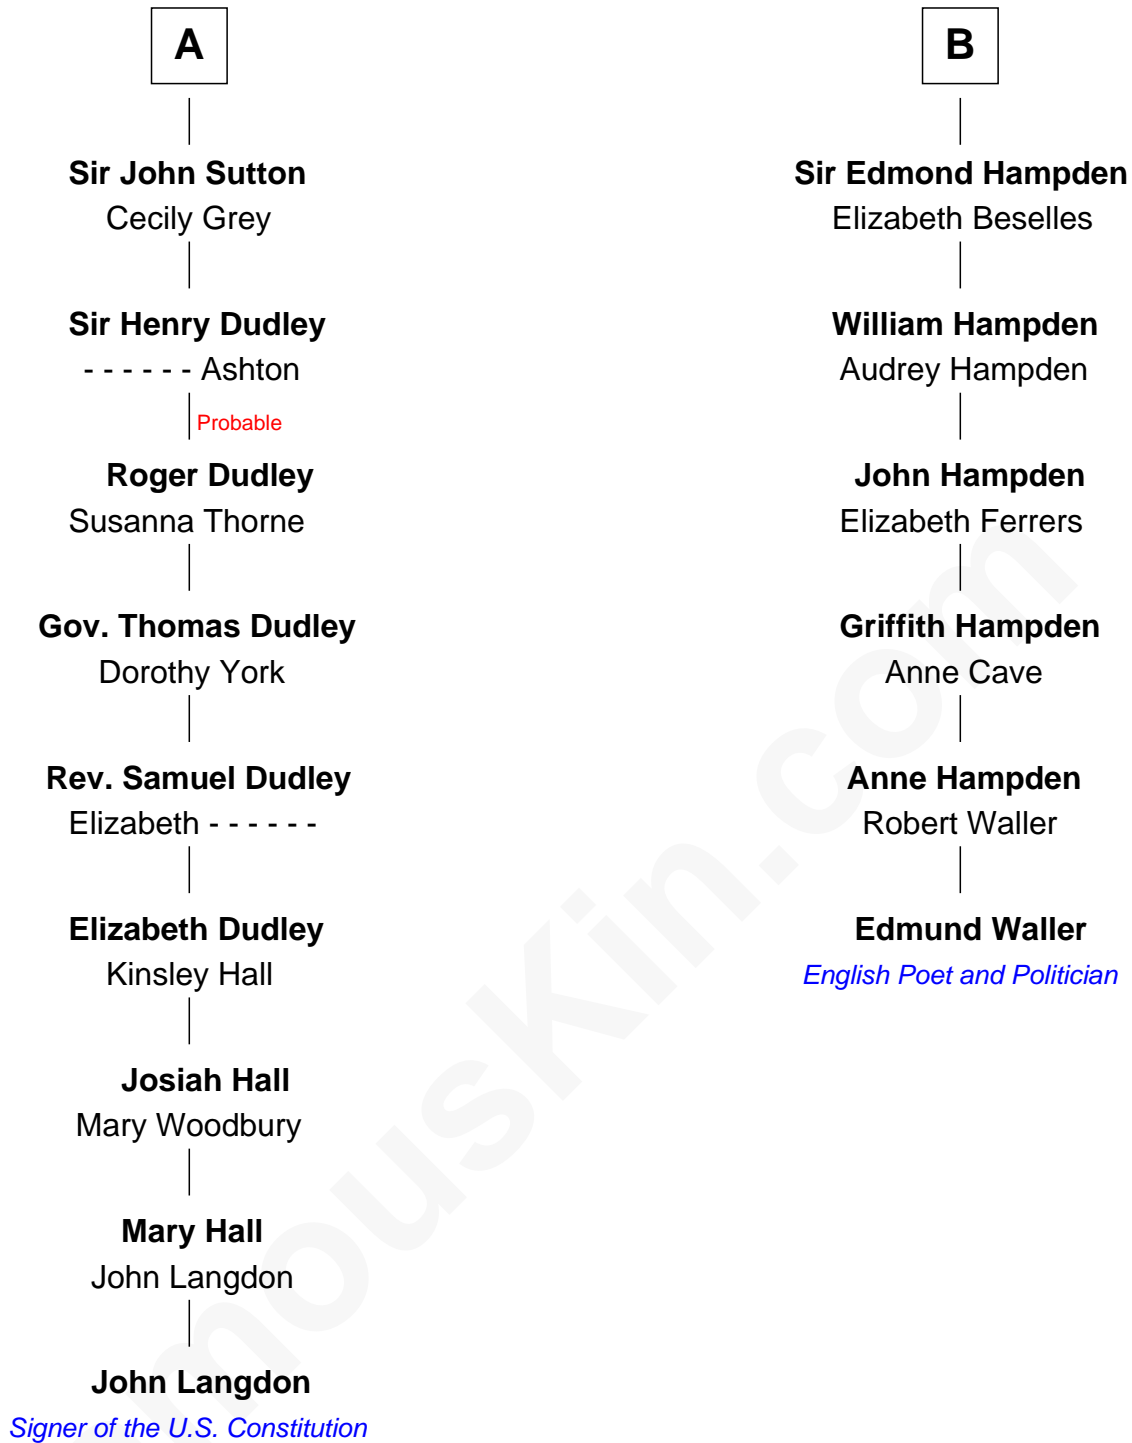 A
Sir John Sutton
Cecily Grey
Sir Henry Dudley
- - - - - - Ashton
Probable
Roger Dudley
Susanna Thorne
Gov. Thomas Dudley
Dorothy York
Rev. Samuel Dudley
Elizabeth - - - - - -
Elizabeth Dudley
Kinsley Hall
Josiah Hall
Mary Woodbury
Mary Hall
John Langdon
John Langdon
Signer of the U.S. Constitution
B
Sir Edmond Hampden
Elizabeth Beselles
William Hampden
Audrey Hampden
John Hampden
Elizabeth Ferrers
Griffith Hampden
Anne Cave
Anne Hampden
Robert Waller
Edmund Waller
English Poet and Politician
mouskin.com